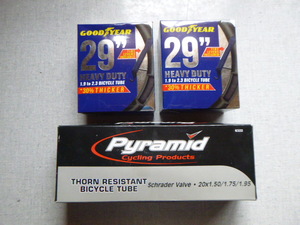 GOODYEAR
29"
HEAVY DUTY
1.9 to 2.3 BICYCLE TUBE
30% THICKER
GOODYEAR
29"
HEAVY DUTY
1.9 to 2.3 BICYCLE TUBE
30% THICKER
Pyramid
Cycling Products
THORN RESISTANT
BICYCLE TUBE
Schrader Valve • 20x1.50/1.75/1.95